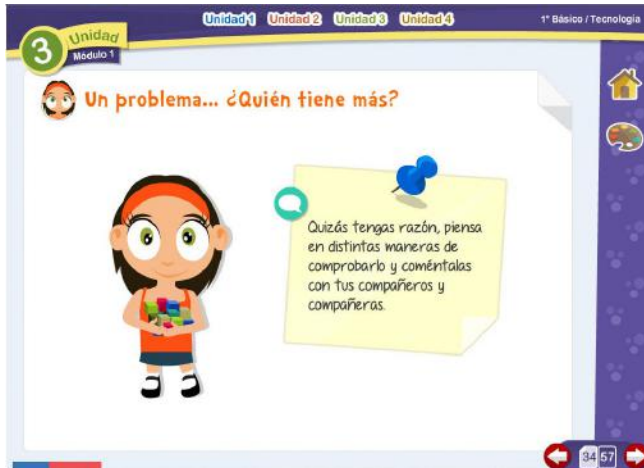 Unidad 1 Unidad 2 Unidad 3 Unidad 4
1° Básico / Tecnología
3 Unidad
Módulo 1
Un problema... ¿Quién tiene más?
Quizás tengas razón, piensa
en distintas maneras de
comprobarlo y coméntalas
con tus compañeros y
compañeras.
34 57